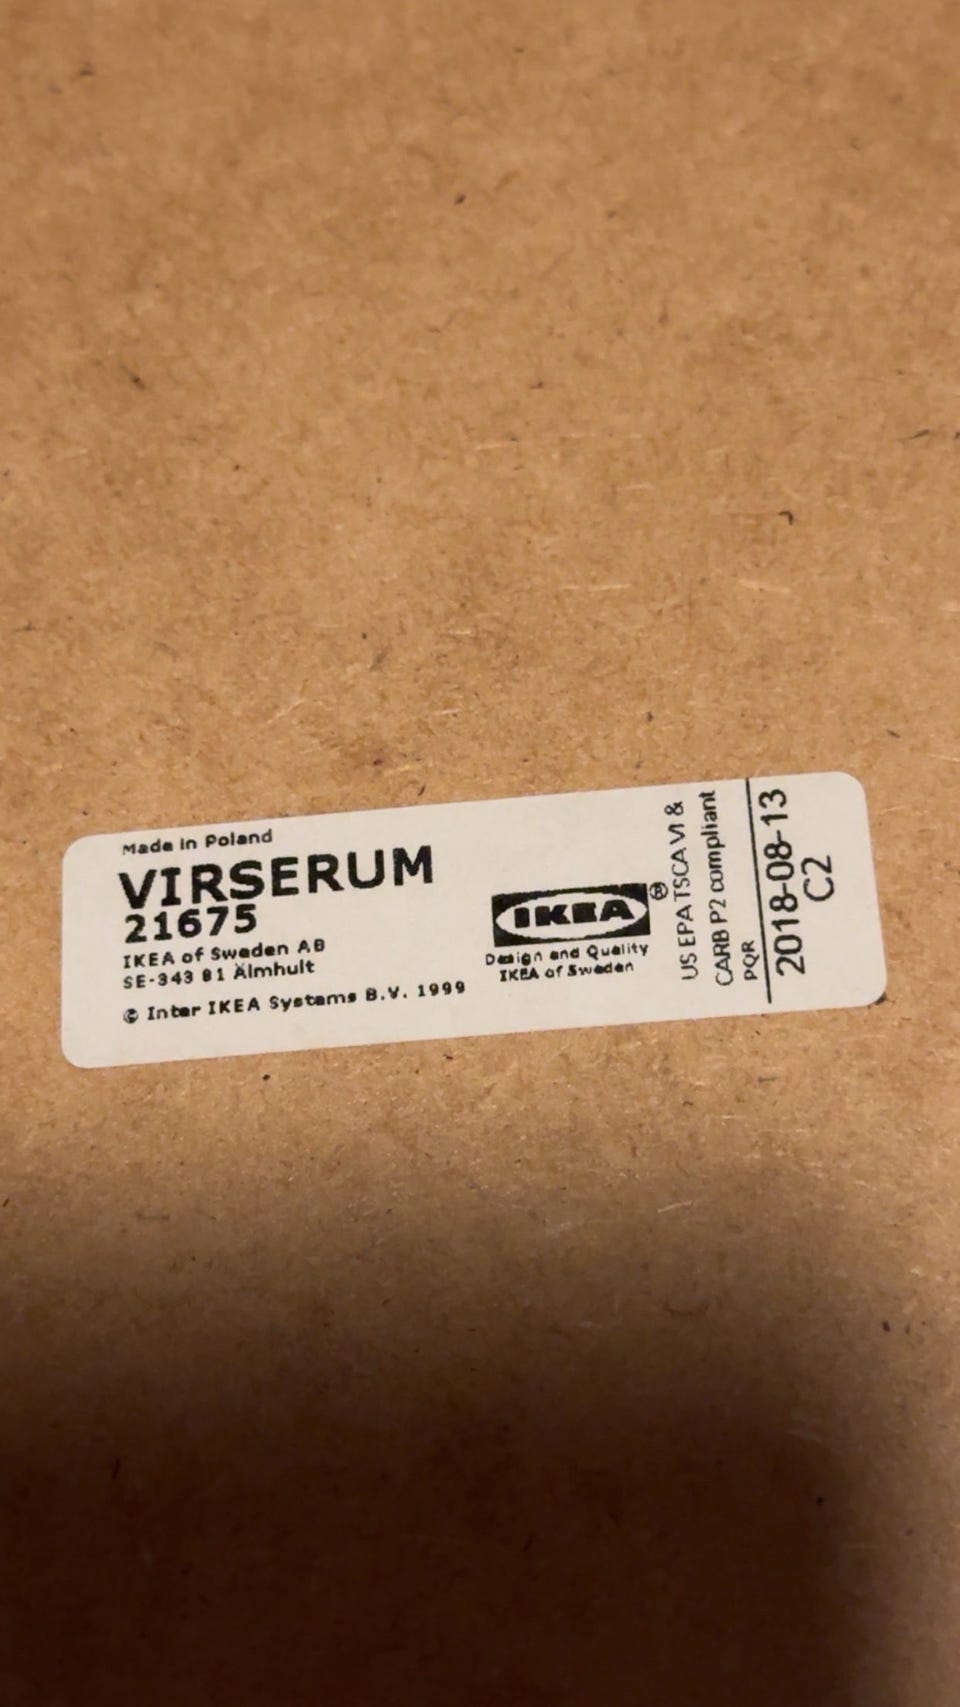 Made in Poland
VIRSERUM
21675
IKEA of Sweden AB
SE-343 81 Älmhult
© Inter IKEA Systems B.V. 1999
IKEA®
Design and Quality
IKEA of Sweden
US EPA TSCA VI &
CARB P2 compliant
PQR
2018-08-13
C2